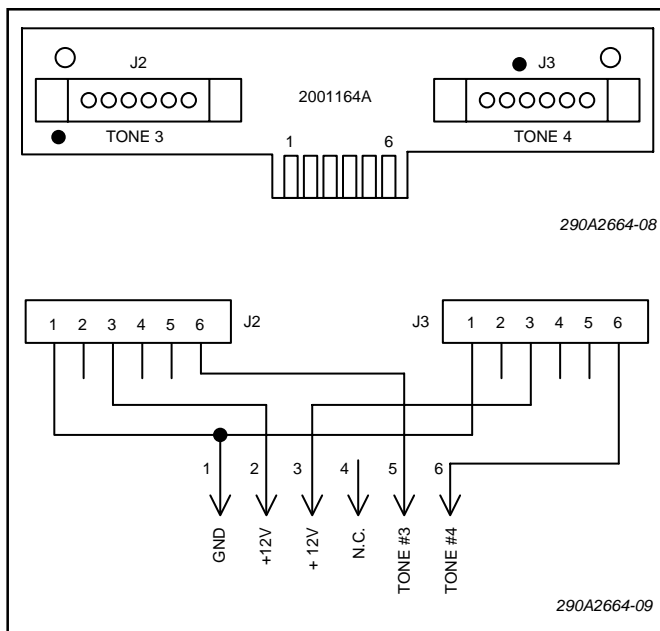 J2
J3
2001164A
TONE 3
TONE 4
1 6
290A2664-08
1 2 3 4 5 6 J2
J3 1 2 3 4 5 6
1 2 3 4 5 6
GND
+12V
+ 12V
N.C.
TONE #3
TONE #4
290A2664-09